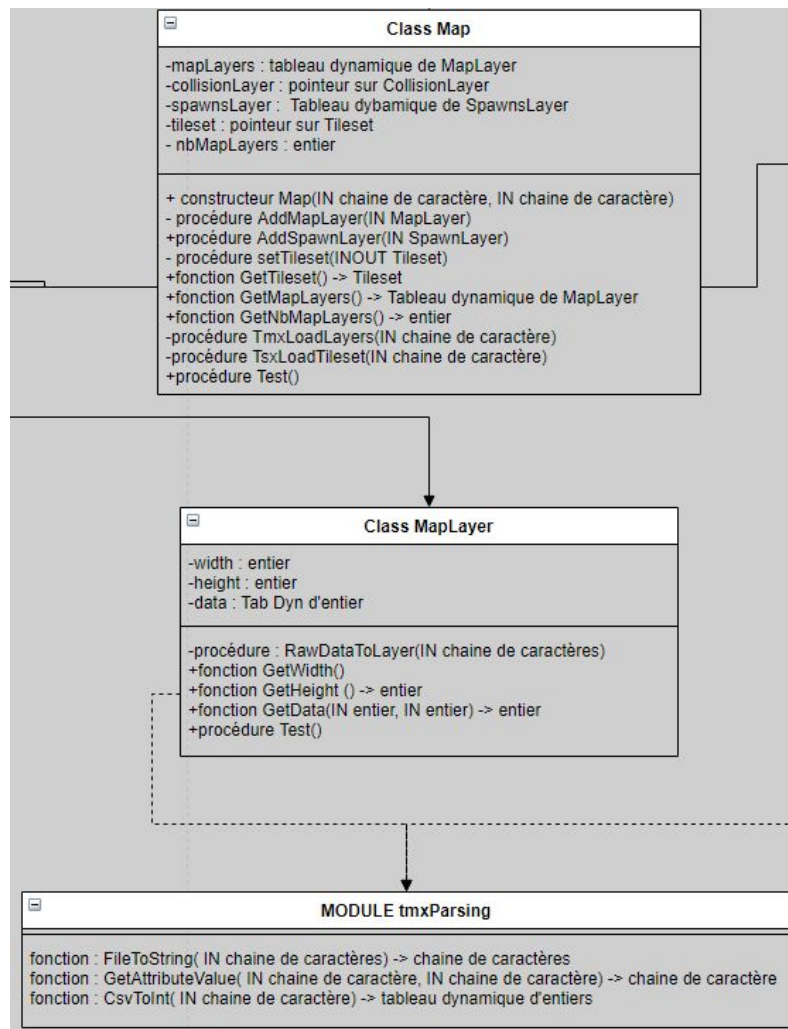 Class Map
-mapLayers : tableau dynamique de MapLayer
-collisionLayer : pointeur sur CollisionLayer
-spawnsLayer :  Tableau dybamique de SpawnsLayer
-tileset : pointeur sur Tileset
- nbMapLayers : entier
+ constructeur Map(IN chaine de caractère, IN chaine de caractère)
- procédure AddMapLayer(IN MapLayer)
+procédure AddSpawnLayer(IN SpawnLayer)
- procédure setTileset(INOUT Tileset)
+fonction GetTileset() -> Tileset
+fonction GetMapLayers() -> Tableau dynamique de MapLayer
+fonction GetNbMapLayers() -> entier
-procédure TmxLoadLayers(IN chaine de caractère)
-procédure TsxLoadTileset(IN chaine de caractère)
+procédure Test()
Class MapLayer
-width : entier
-height : entier
-data : Tab Dyn d'entier
-procédure : RawDataToLayer(IN chaine de caractères)
+fonction GetWidth()
+fonction GetHeight () -> entier
+fonction GetData(IN entier, IN entier) -> entier
+procédure Test()
MODULE tmxParsing
fonction : FileToString( IN chaine de caractères) -> chaine de caractères
fonction : GetAttributeValue( IN chaine de caractère, IN chaine de caractère) -> chaine de caractère
fonction : CsvToInt( IN chaine de caractère) -> tableau dynamique d'entiers